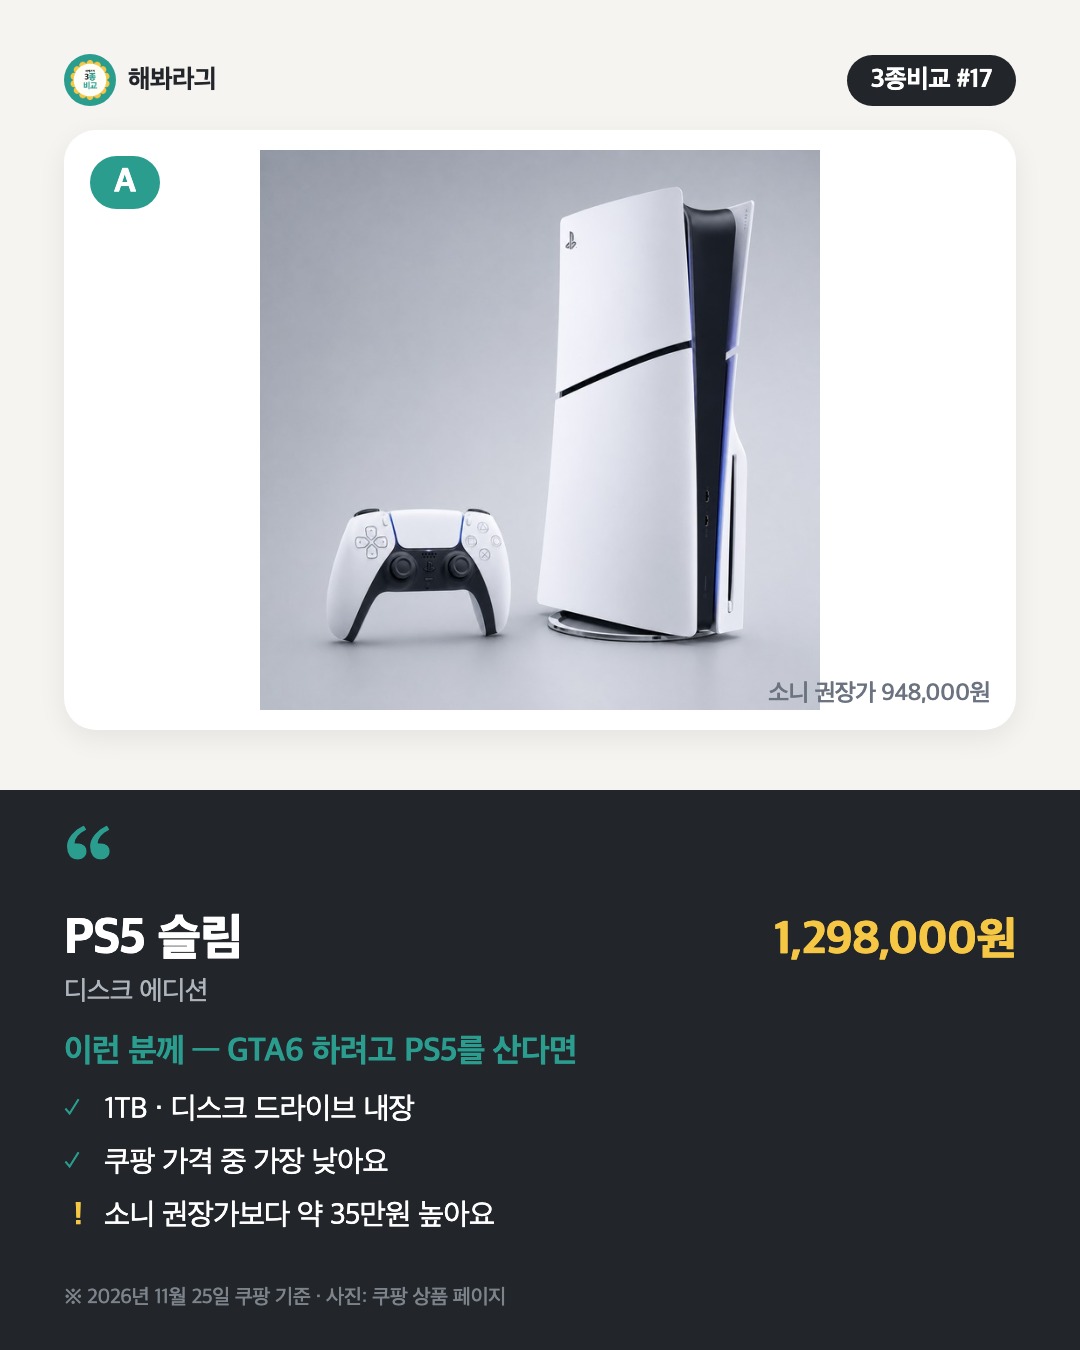 3종
비교
해봐라긔
3종비교 #17
A
소니 권장가 948,000원
“
PS5 슬림
1,298,000원
디스크 에디션
이런 분께 — GTA6 하려고 PS5를 산다면
✓ 1TB · 디스크 드라이브 내장
✓ 쿠팡 가격 중 가장 낮아요
! 소니 권장가보다 약 35만원 높아요
※ 2026년 11월 25일 쿠팡 기준 · 사진: 쿠팡 상품 페이지